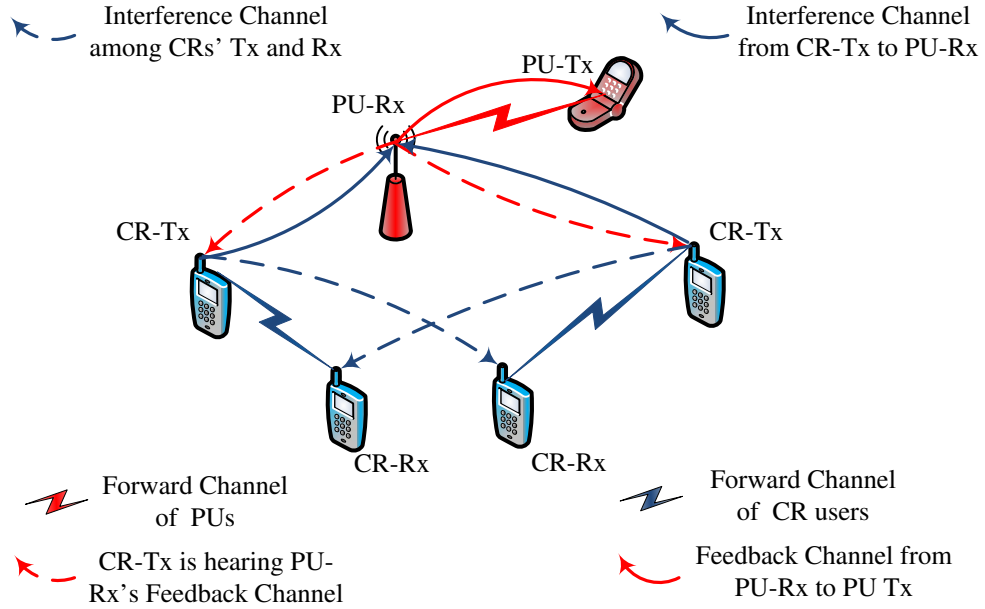 Interference Channel
among CRs' Tx and Rx
Interference Channel
from CR-Tx to PU-Rx
PU-Tx
PU-Rx
CR-Tx
CR-Tx
CR-Rx
CR-Rx
Forward Channel
of PUs
Forward Channel
of CR users
CR-Tx is hearing PU-
Rx's Feedback Channel
Feedback Channel from
PU-Rx to PU Tx